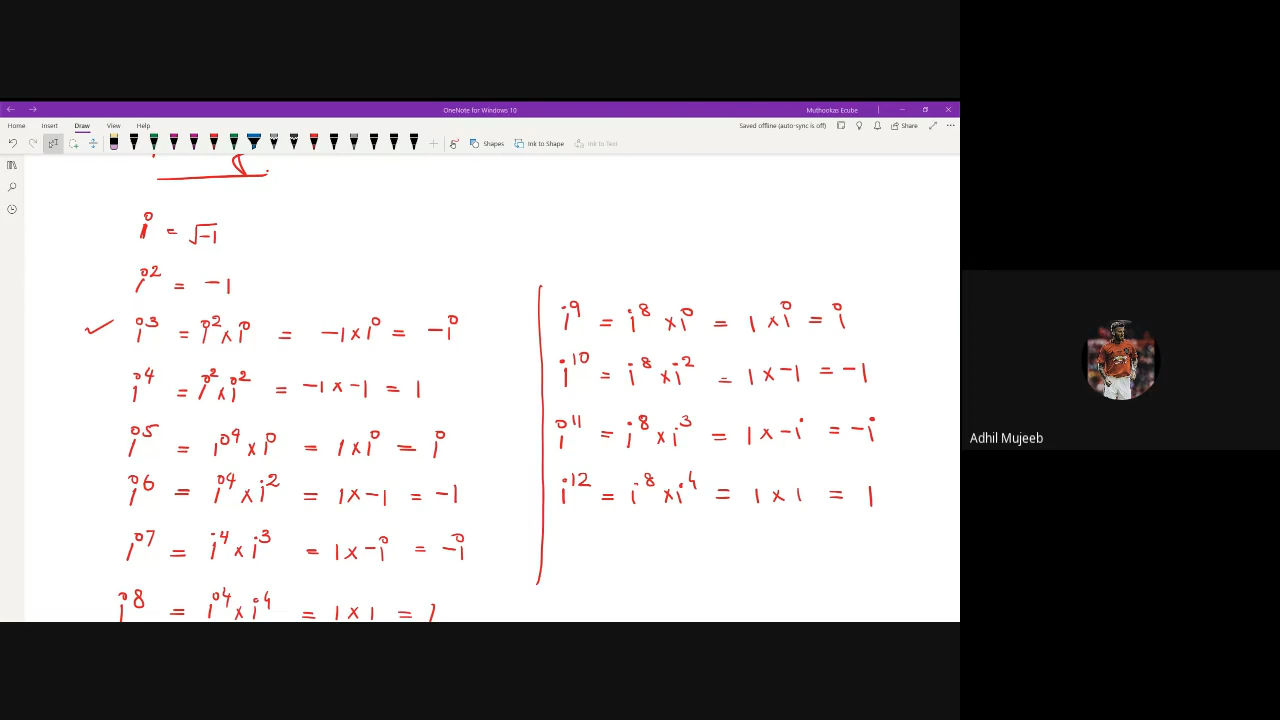 OneNote for Windows 10
Muthookas Ecube
Home Insert Draw View Help
Saved offline (auto-sync is off) Share
Shapes Ink to Shape Ink to Text
i = √-1
i² = -1
i³ = i² × i = -1 × i = -i
i⁴ = i² × i² = -1 × -1 = 1
i⁵ = i⁴ × i = 1 × i = i
i⁶ = i⁴ × i² = 1 × -1 = -1
i⁷ = i⁴ × i³ = 1 × -i = -i
i⁸ = i⁴ × i⁴ = 1 × 1 = 1
i⁹ = i⁸ × i = 1 × i = i
i¹⁰ = i⁸ × i² = 1 × -1 = -1
i¹¹ = i⁸ × i³ = 1 × -i = -i
i¹² = i⁸ × i⁴ = 1 × 1 = 1
Adhil Mujeeb